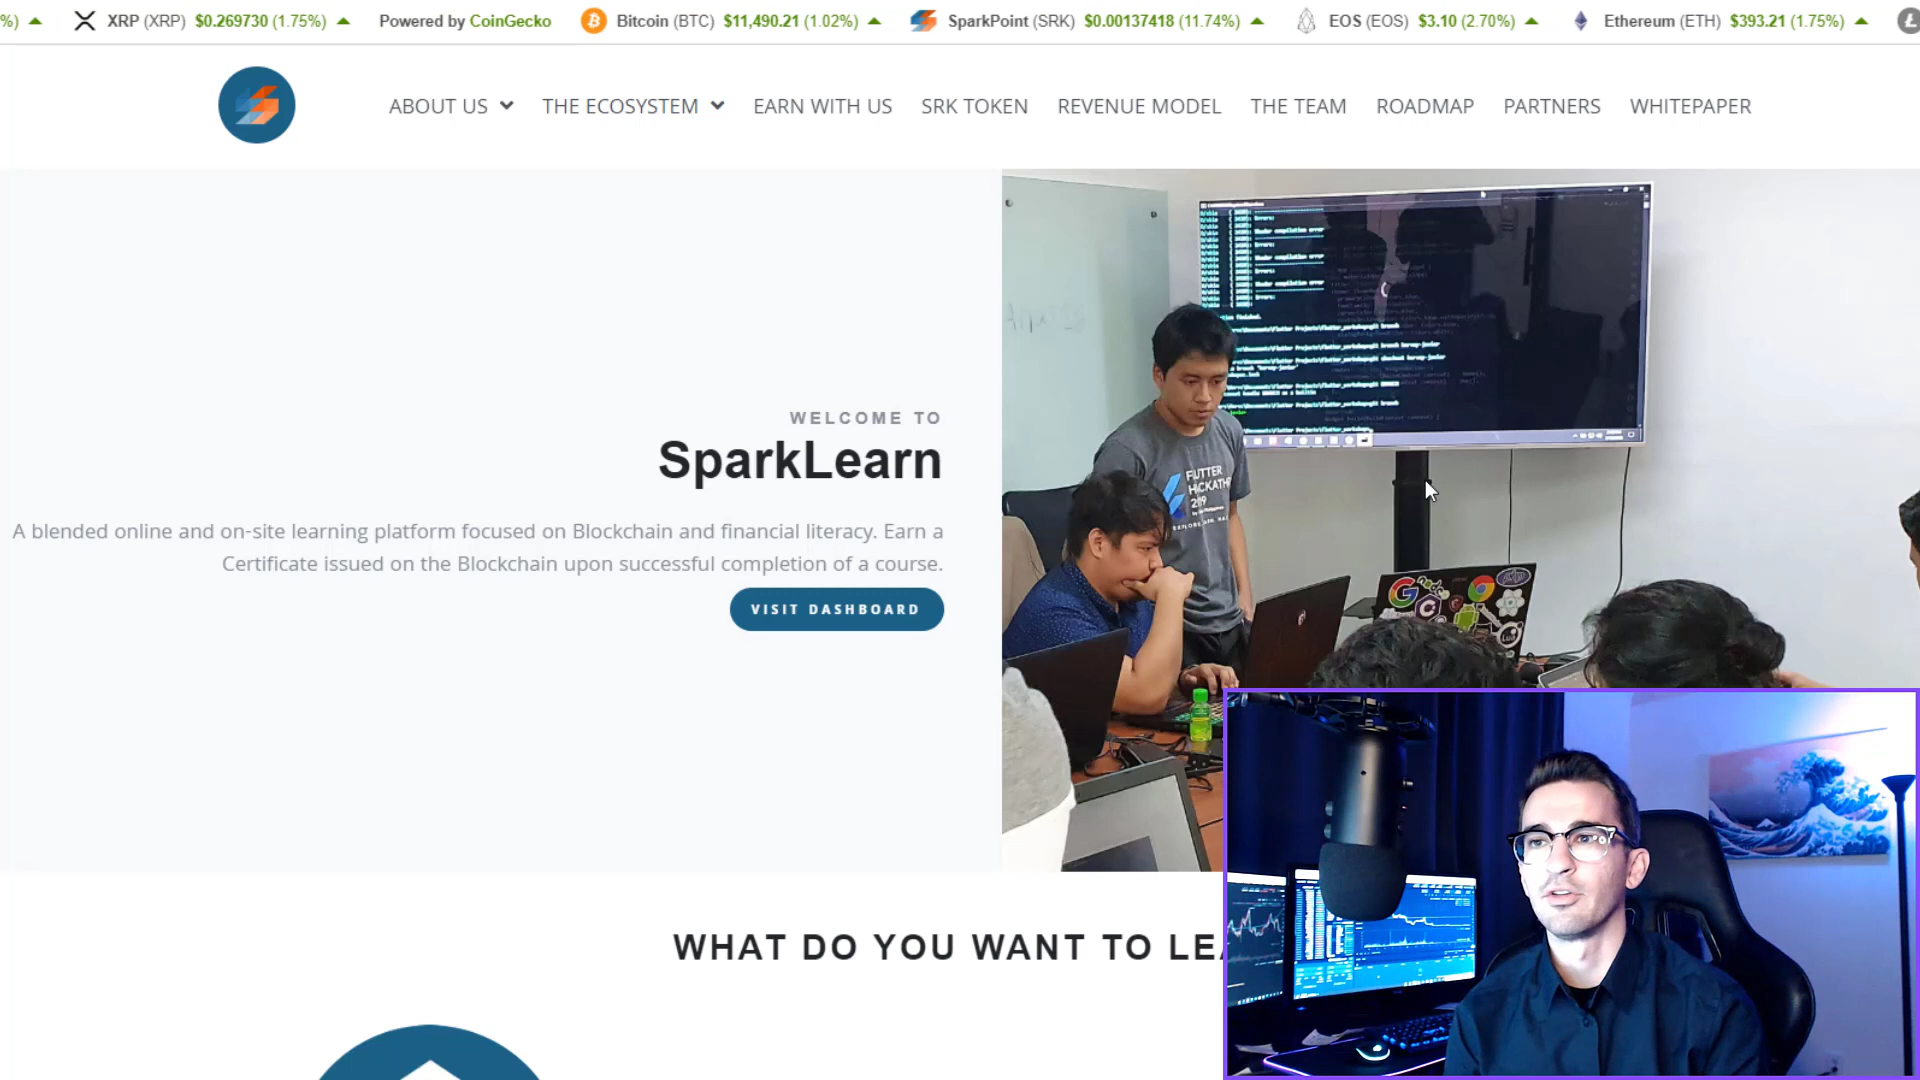 %) XRP (XRP) $0.269730 (1.75%) Powered by CoinGecko Bitcoin (BTC) $11,490.21 (1.02%) SparkPoint (SRK) $0.00137418 (11.74%) EOS (EOS) $3.10 (2.70%) Ethereum (ETH) $393.21 (1.75%)
ABOUT US THE ECOSYSTEM EARN WITH US SRK TOKEN REVENUE MODEL THE TEAM ROADMAP PARTNERS WHITEPAPER
WELCOME TO
SparkLearn
A blended online and on-site learning platform focused on Blockchain and financial literacy. Earn a
Certificate issued on the Blockchain upon successful completion of a course.
VISIT DASHBOARD
FLUTTER
HACKATH
WHAT DO YOU WANT TO LEA